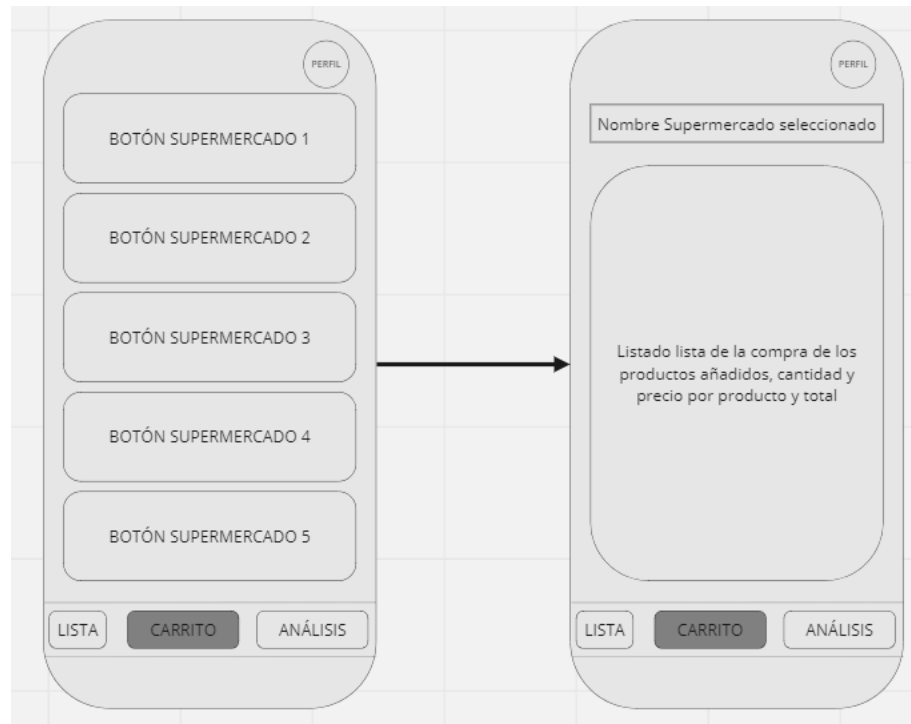 PERFIL
BOTÓN SUPERMERCADO 1
BOTÓN SUPERMERCADO 2
BOTÓN SUPERMERCADO 3
BOTÓN SUPERMERCADO 4
BOTÓN SUPERMERCADO 5
LISTA
CARRITO
ANÁLISIS
PERFIL
Nombre Supermercado seleccionado
Listado lista de la compra de los
productos añadidos, cantidad y
precio por producto y total
LISTA
CARRITO
ANÁLISIS